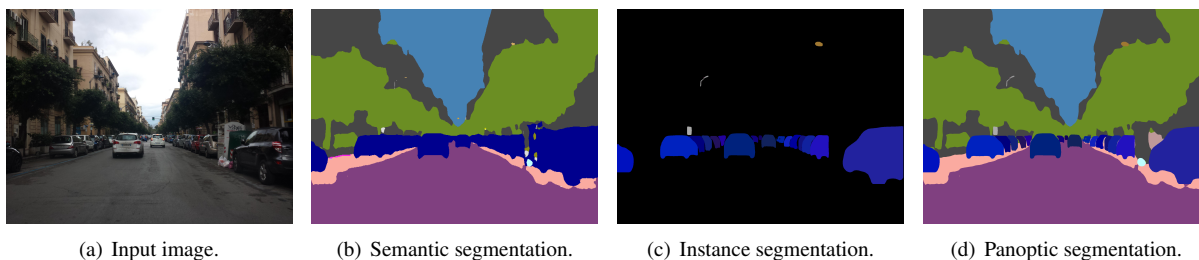 (a) Input image.
(b) Semantic segmentation.
(c) Instance segmentation.
(d) Panoptic segmentation.